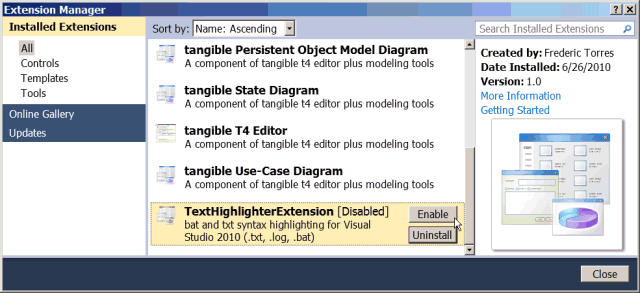 Extension Manager
Installed Extensions
All
Controls
Templates
Tools
Online Gallery
Updates
Sort by: Name: Ascending
tangible Persistent Object Model Diagram
A component of tangible t4 editor plus modeling tools
tangible State Diagram
A component of tangible t4 editor plus modeling tools
tangible T4 Editor
A component of tangible t4 editor plus modeling tools
tangible Use-Case Diagram
A component of tangible t4 editor plus modeling tools
TextHighlighterExtension [Disabled]
bat and txt syntax highlighting for Visual
Studio 2010 (.txt, .log, .bat)
Enable
Uninstall
Search Installed Extensions
Created by: Frederic Torres
Date Installed: 6/26/2010
Version: 1.0
More Information
Getting Started
Close